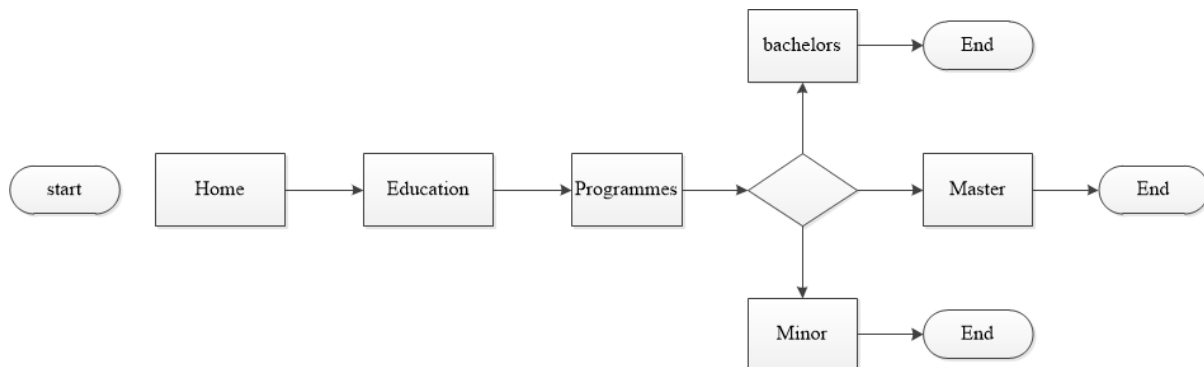 bachelors
End
start
Home
Education
Programmes
Master
End
Minor
End